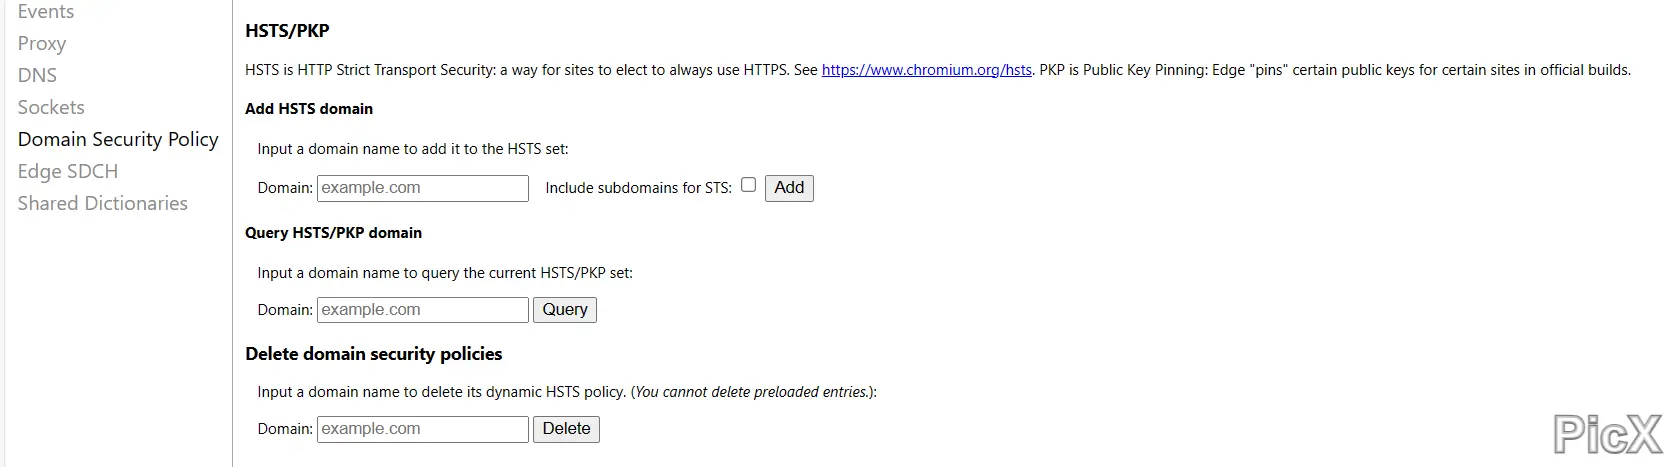 Events
Proxy
DNS
Sockets
Domain Security Policy
Edge SDCH
Shared Dictionaries
HSTS/PKP
HSTS is HTTP Strict Transport Security: a way for sites to elect to always use HTTPS. See https://www.chromium.org/hsts. PKP is Public Key Pinning: Edge "pins" certain public keys for certain sites in official builds.
Add HSTS domain
Input a domain name to add it to the HSTS set:
Domain: example.com Include subdomains for STS: Add
Query HSTS/PKP domain
Input a domain name to query the current HSTS/PKP set:
Domain: example.com Query
Delete domain security policies
Input a domain name to delete its dynamic HSTS policy. (You cannot delete preloaded entries.):
Domain: example.com Delete
PicX